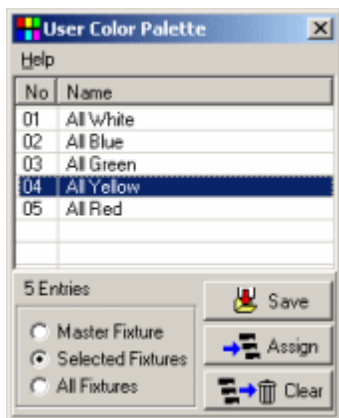 User Color Palette
Help
No Name
01 All White
02 All Blue
03 All Green
04 All Yellow
05 All Red
5 Entries
Save
Master Fixture
Assign
Selected Fixtures
All Fixtures
Clear